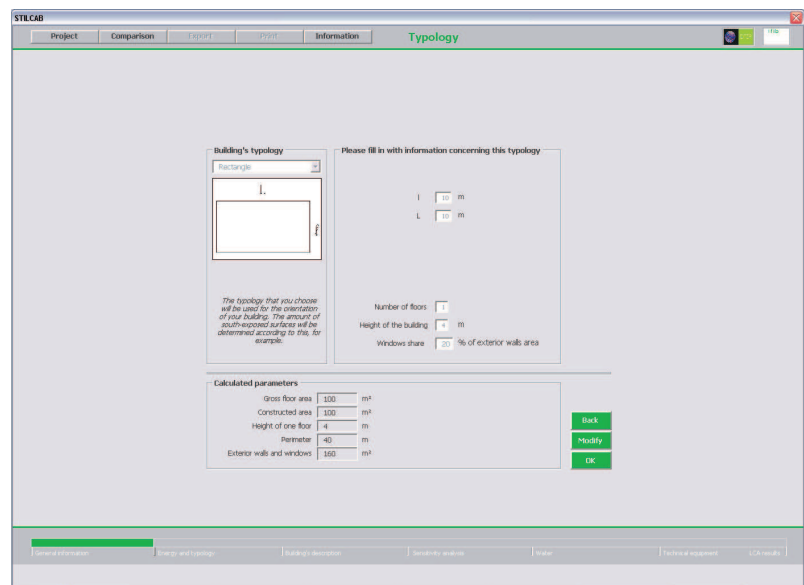 STILCAB
Project Comparison Export Print Information Typology
Building's typology
Rectangle
l.
L
The typology that you choose
will be used for the orientation
of your building. The amount of
south-exposed surfaces will be
determined according to this, for
example.
Please fill in with information concerning this typology
l 10 m
L 10 m
Number of floors 1
Height of the building 4 m
Windows share 20 % of exterior walls area
Calculated parameters
Gross floor area 100 m²
Constructed area 100 m²
Height of one floor 4 m
Perimeter 40 m
Exterior walls and windows 160 m²
Back
Modify
OK
General information Energy and typology Building's description Sensitivity analysis Water Technical equipment LCA results